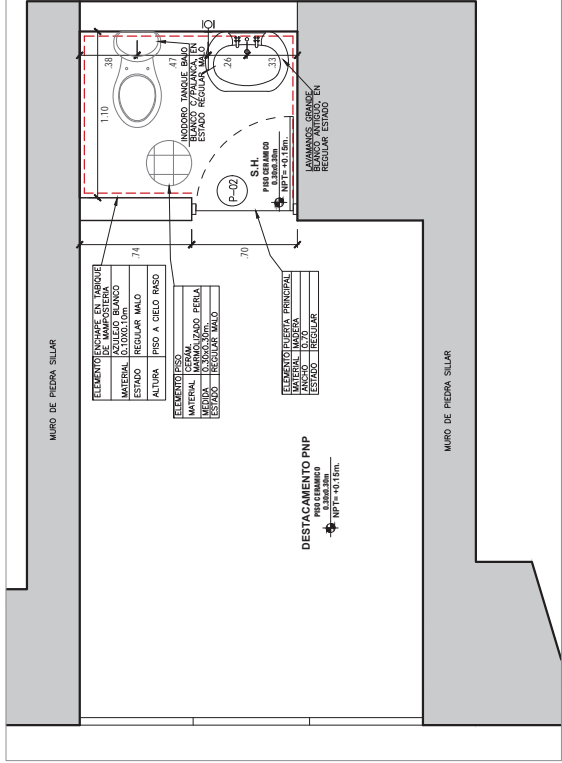 MURO DE PIEDRA SILLAR
ELEMENTO ENCHAPE EN TABIQUE DE MAMPOSTERIA
MATERIAL AZULEJO BLANCO 0.10X0.10m
ESTADO REGULAR MALO
ALTURA PISO A CIELO RASO
ELEMENTO PISO
MATERIAL CERÁM. MARMOLIZADO PERLA
MEDIDA 0.30x0.30m.
ESTADO REGULAR MALO
ELEMENTO PUERTA PRINCIPAL
MATERIAL MADERA
ANCHO 0.70
ESTADO REGULAR
DESTACAMENTO PNP
PISO CERAMICO
0.30x0.30m
NPT= +0.15m.
MURO DE PIEDRA SILLAR
.74
.70
1.10
.38
.47
.26
.33
INODORO TANQUE BAJO
BLANCO C/PALANCA, EN
ESTADO REGULAR MALO
P-02
S.H.
PISO CERAMICO
0.30x0.30m
NPT= +0.15m.
LAVAMANOS GRANDE
BLANCO ANTIGUO, EN
REGULAR ESTADO